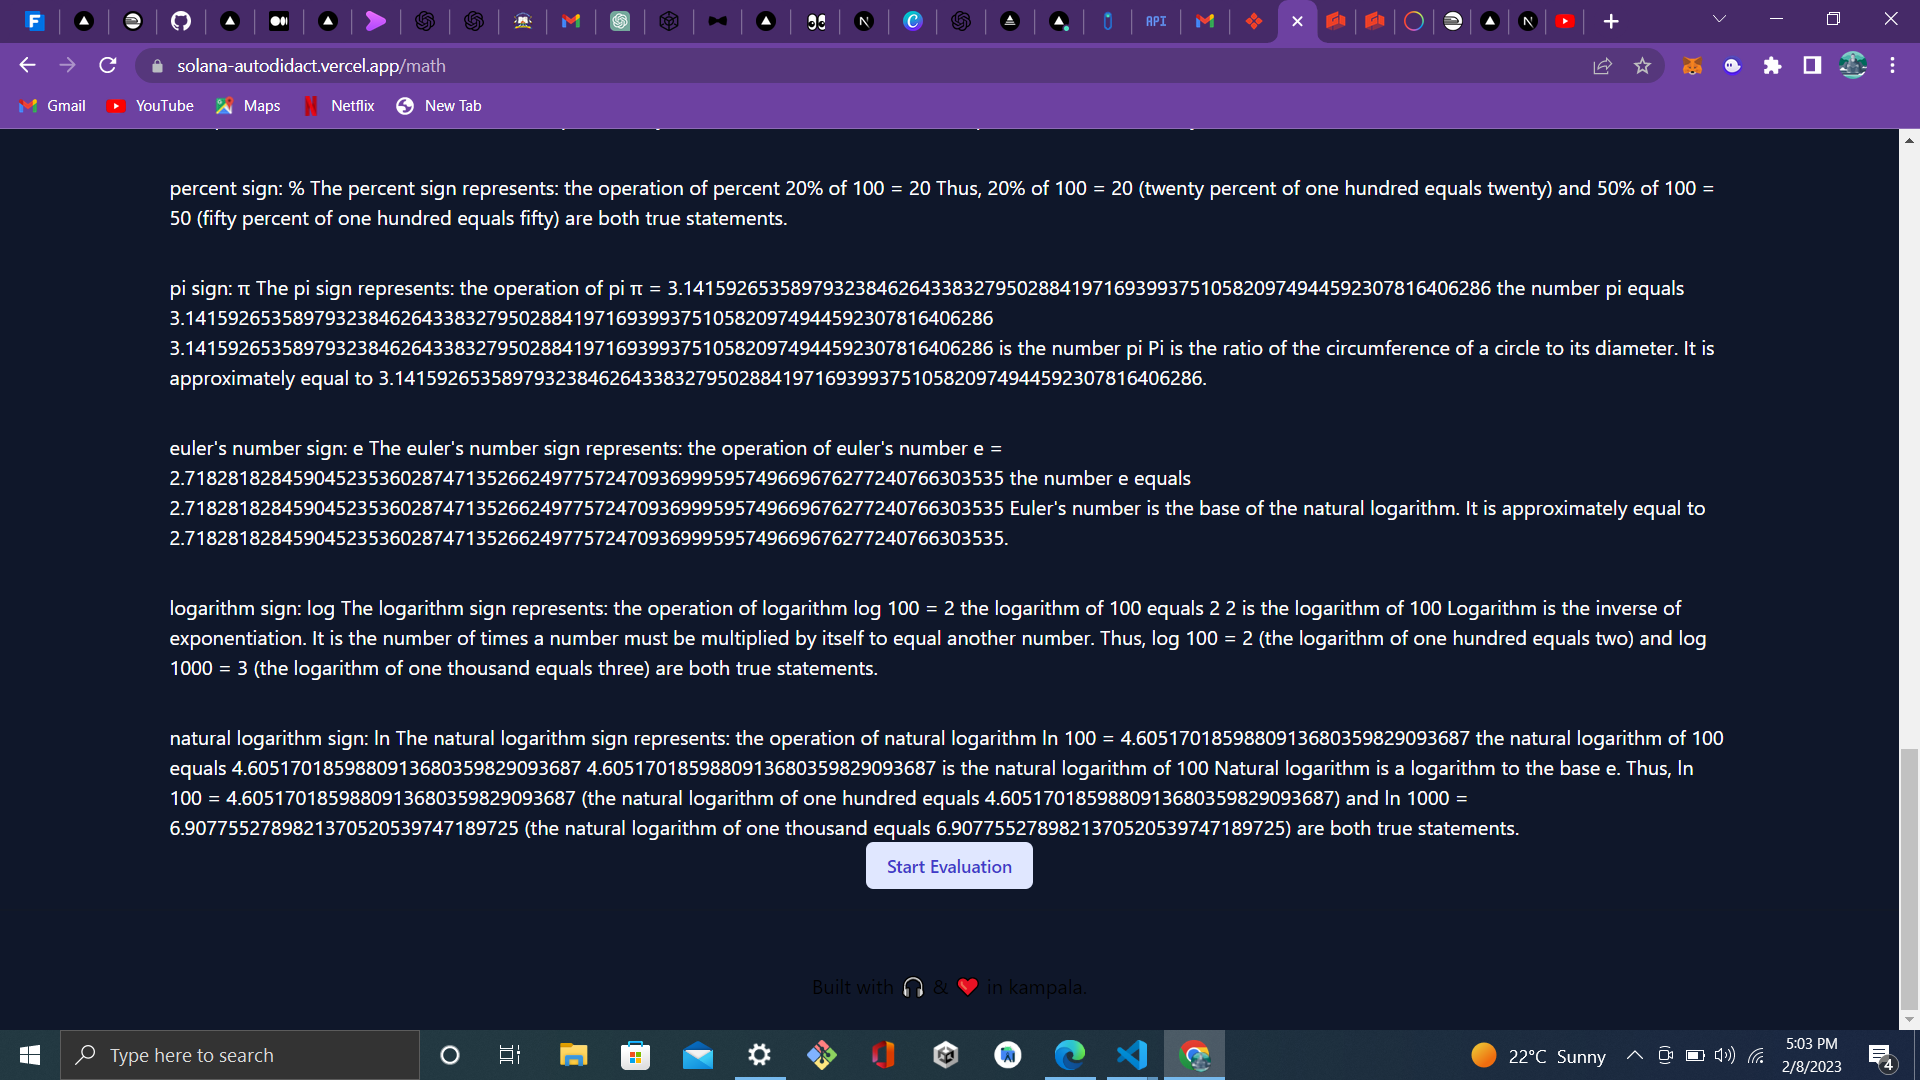 API
solana-autodidact.vercel.app/math
Gmail YouTube Maps Netflix New Tab
percent sign: % The percent sign represents: the operation of percent 20% of 100 = 20 Thus, 20% of 100 = 20 (twenty percent of one hundred equals twenty) and 50% of 100 =
50 (fifty percent of one hundred equals fifty) are both true statements.
pi sign: π The pi sign represents: the operation of pi π = 3.14159265358979323846264338327950288419716939937510582097494459230781640​6286 the number pi equals
3.141592653589793238462643383279502884197169399375105820974944592307816406286
3.141592653589793238462643383279502884197169399375105820974944592307816406286 is the number pi Pi is the ratio of the circumference of a circle to its diameter. It is
approximately equal to 3.141592653589793238462643383279502884197169399375105820974944592307816406286.
euler's number sign: e The euler's number sign represents: the operation of euler's number e =
2.718281828459045235360287471352662497757247093699959574966967627​7240766303535 the number e equals
2.7182818284590452353602874713526624977572470936999595749669676277240766303535 Euler's number is the base of the natural logarithm. It is approximately equal to
2.7182818284590452353602874713526624977572470936999595749669676277240766303535.
logarithm sign: log The logarithm sign represents: the operation of logarithm log 100 = 2 the logarithm of 100 equals 2 2 is the logarithm of 100 Logarithm is the inverse of
exponentiation. It is the number of times a number must be multiplied by itself to equal another number. Thus, log 100 = 2 (the logarithm of one hundred equals two) and log
1000 = 3 (the logarithm of one thousand equals three) are both true statements.
natural logarithm sign: ln The natural logarithm sign represents: the operation of natural logarithm ln 100 = 4.605170185988091368035982909368​7 the natural logarithm of 100
equals 4.6051701859880913680359829093687 4.6051701859880913680359829093687 is the natural logarithm of 100 Natural logarithm is a logarithm to the base e. Thus, ln
100 = 4.6051701859880913680359829093687 (the natural logarithm of one hundred equals 4.6051701859880913680359829093687) and ln 1000 =
6.9077552789821370520539747189725 (the natural logarithm of one thousand equals 6.9077552789821370520539747189725) are both true statements.
Start Evaluation
Built with 🎧 & ❤️ in kampala.
Type here to search
22°C Sunny
5:03 PM
2/8/2023
4